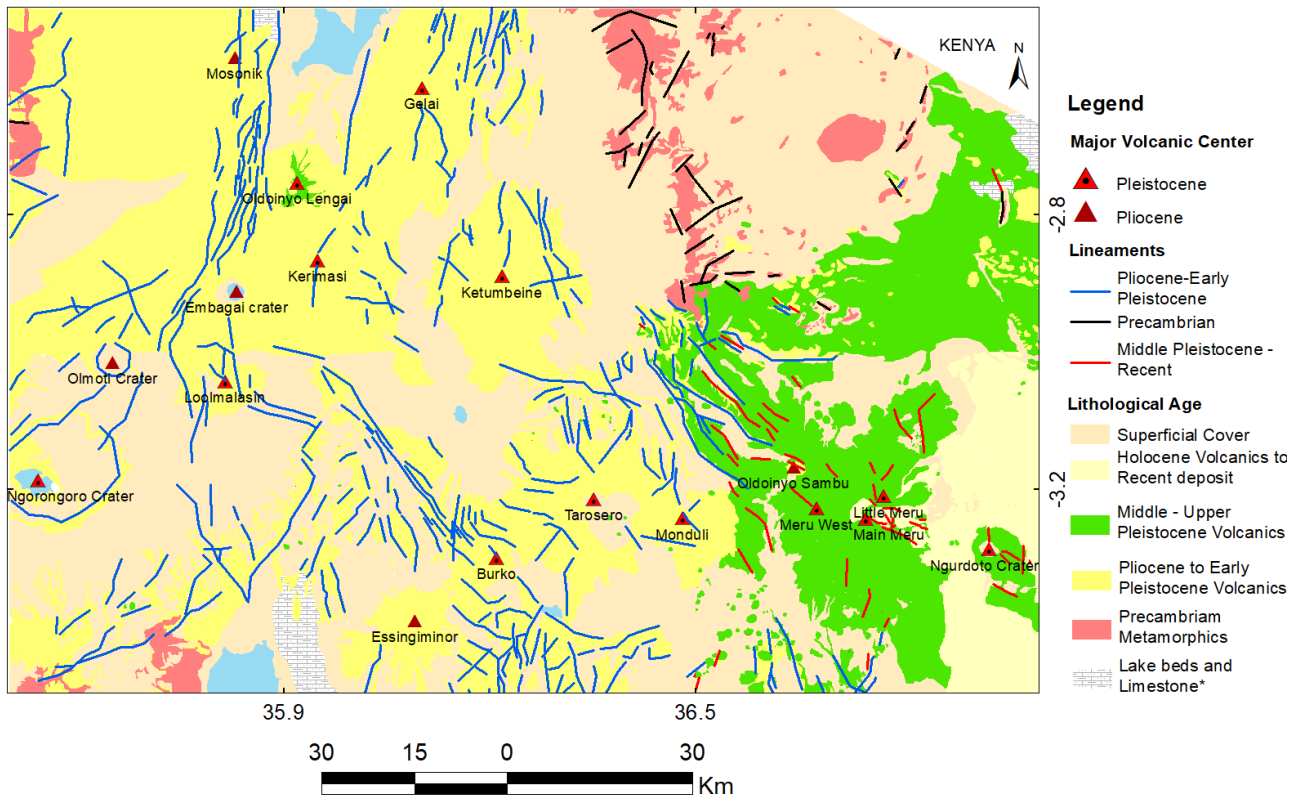 KENYA
N
Mosonik
Gelai
Oldoinyo Lengai
Kerimasi
Ketumbeine
Embagai crater
Olmoti Crater
Loolmalasin
Ngorongoro Crater
Tarosero
Monduli
Oldoinyo Sambu
Little Meru
Meru West
Main Meru
Ngurdoto Crater
Burko
Essingiminor
-2.8
-3.2
35.9
36.5
30
15
0
30
Km
Legend
Major Volcanic Center
Pleistocene
Pliocene
Lineaments
Pliocene-Early
Pleistocene
Precambrian
Middle Pleistocene -
Recent
Lithological Age
Superficial Cover
Holocene Volcanics to
Recent deposit
Middle - Upper
Pleistocene Volcanics
Pliocene to Early
Pleistocene Volcanics
Precambriam
Metamorphics
Lake beds and
Limestone*